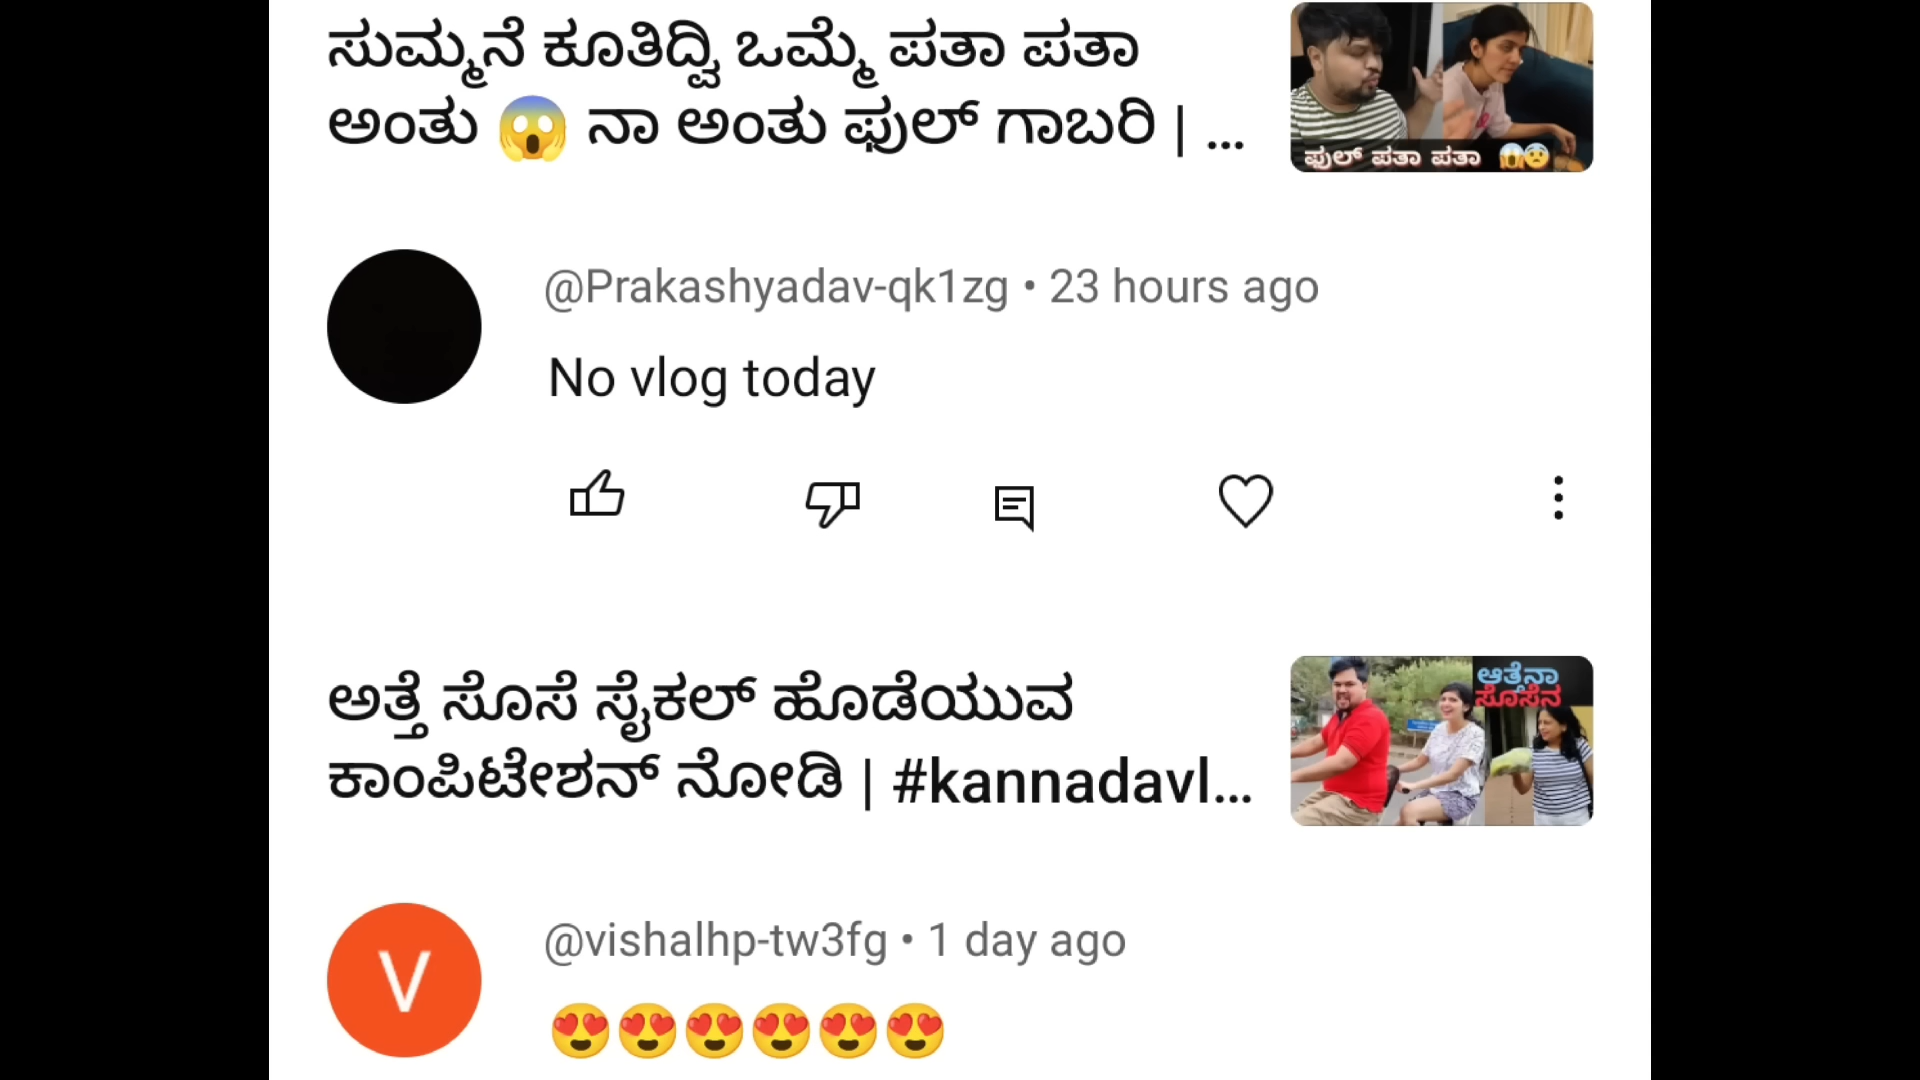 ಸುಮ್ಮನೆ ಕೂತಿದ್ವಿ ಒಮ್ಮೆ ಪತಾ ಪತಾ
ಅಂತು 😱 ನಾ ಅಂತು ಫುಲ್ ಗಾಬರಿ | ...
ಫುಲ್ ಪತಾ ಪತಾ 😱😨
@Prakashyadav-qk1zg • 23 hours ago
No vlog today
ಅತ್ತೆ ಸೊಸೆ ಸೈಕಲ್ ಹೊಡೆಯುವ
ಕಾಂಪಿಟೇಶನ್ ನೋಡಿ | #kannadavl...
ಆತ್ತೆನಾ
ಸೊಸೆನ
V
@vishalhp-tw3fg • 1 day ago
😍😍😍😍😍😍